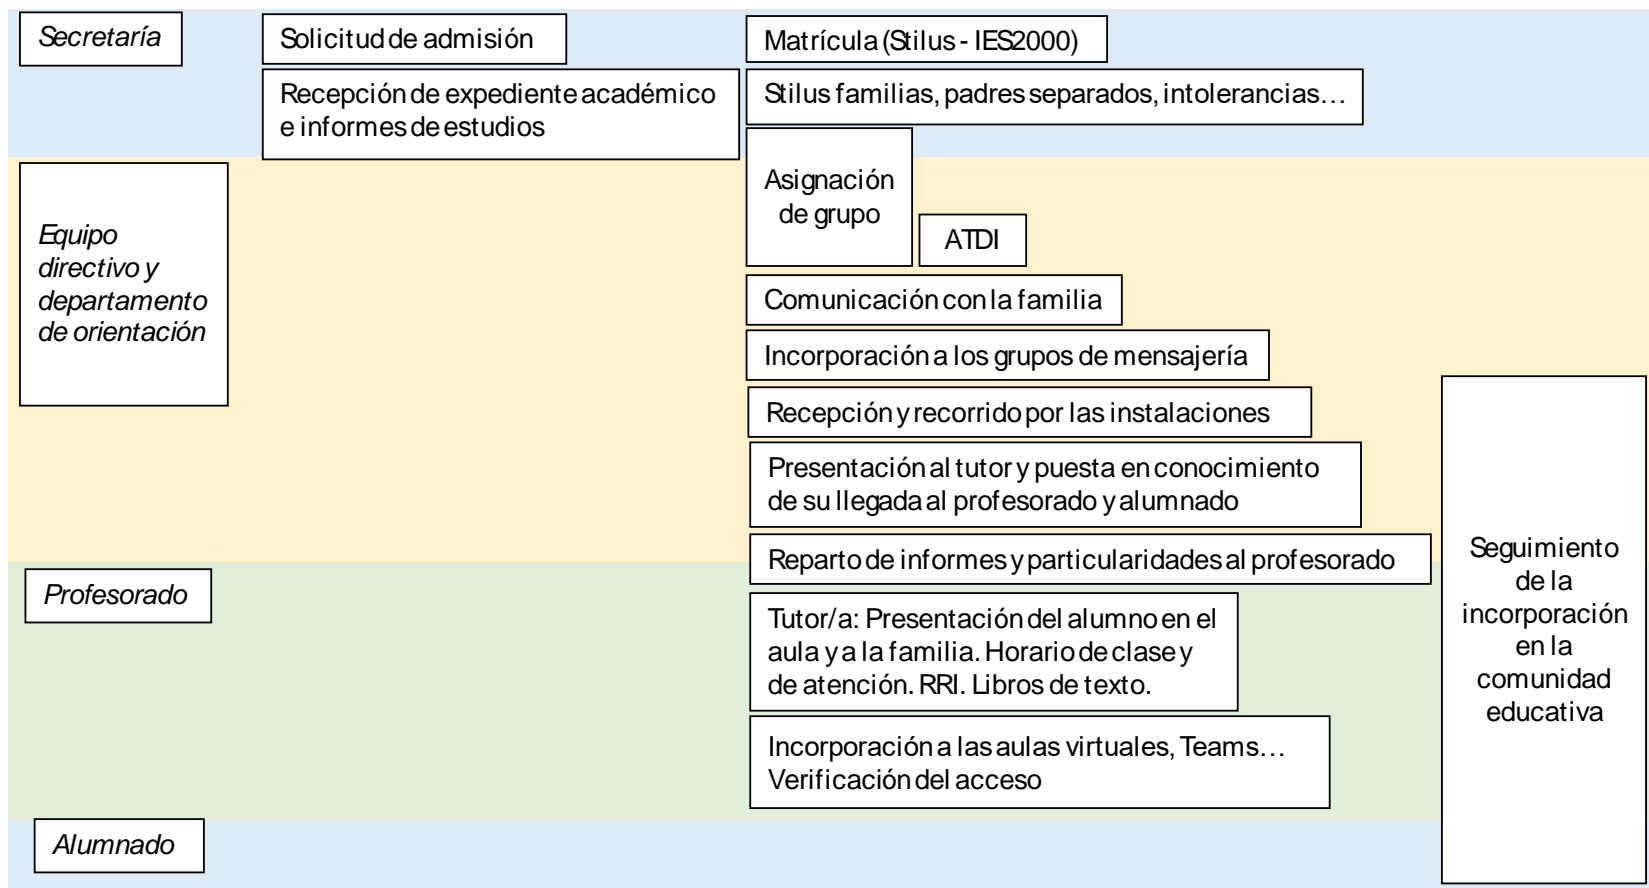 Secretaría
Solicitud de admisión
Matrícula (Stilus - IES2000)
Recepción de expediente académico
e informes de estudios
Stilus familias, padres separados, intolerancias…
Equipo
directivo y
departamento
de orientación
Asignación
de grupo
ATDI
Comunicación con la familia
Incorporación a los grupos de mensajería
Recepción y recorrido por las instalaciones
Presentación al tutor y puesta en conocimiento
de su llegada al profesorado y alumnado
Reparto de informes y particularidades al profesorado
Profesorado
Tutor/a: Presentación del alumno en el
aula y a la familia. Horario de clase y
de atención. RRI. Libros de texto.
Incorporación a las aulas virtuales, Teams…
Verificación del acceso
Seguimiento
de la
incorporación
en la
comunidad
educativa
Alumnado